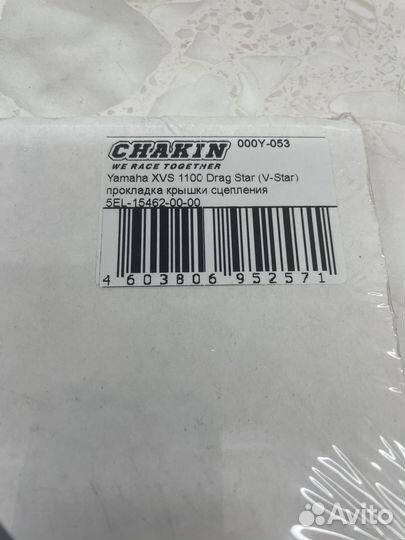 CHAKIN 000Y-053
WE RACE TOGETHER
Yamaha XVS 1100 Drag Star (V-Star)
прокладка крышки сцепления
5EL-15462-00-00
4 603806 952571
Avito